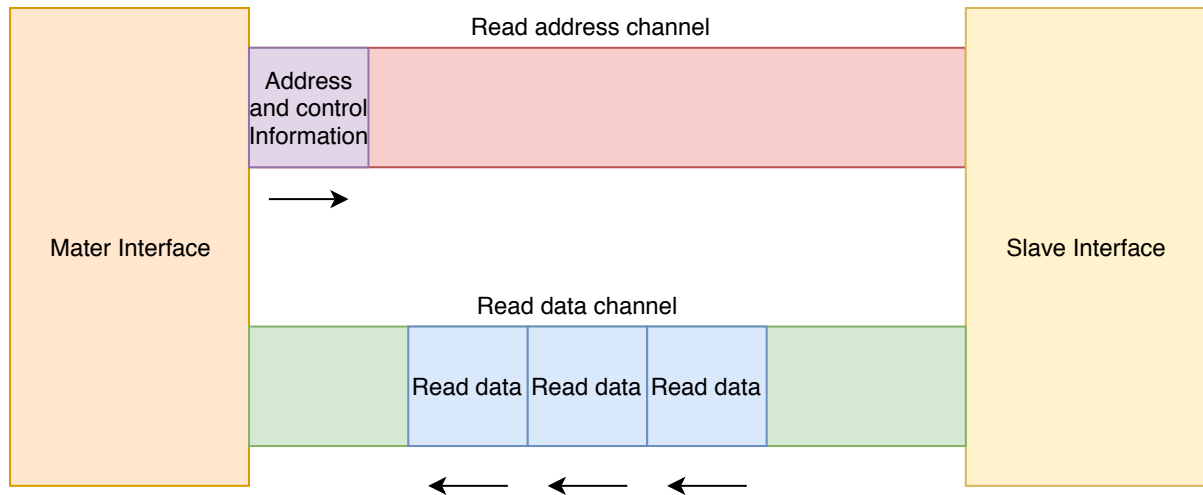 Read address channel
Address
and control
Information
Mater Interface
Slave Interface
Read data channel
Read data
Read data
Read data